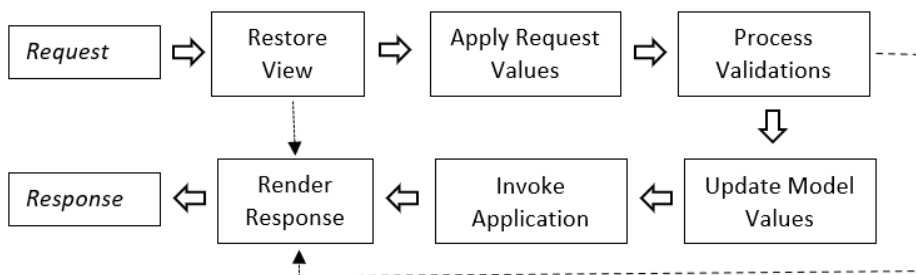 Request
Restore
View
Apply Request
Values
Process
Validations
Response
Render
Response
Invoke
Application
Update Model
Values